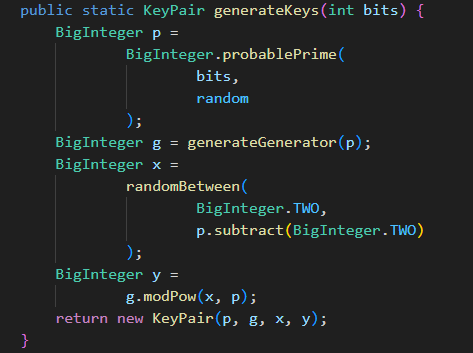 public static KeyPair generateKeys(int bits) {
    BigInteger p =
            BigInteger.probablePrime(
                    bits,
                    random
            );
    BigInteger g = generateGenerator(p);
    BigInteger x =
            randomBetween(
                    BigInteger.TWO,
                    p.subtract(BigInteger.TWO)
            );
    BigInteger y =
            g.modPow(x, p);
    return new KeyPair(p, g, x, y);
}